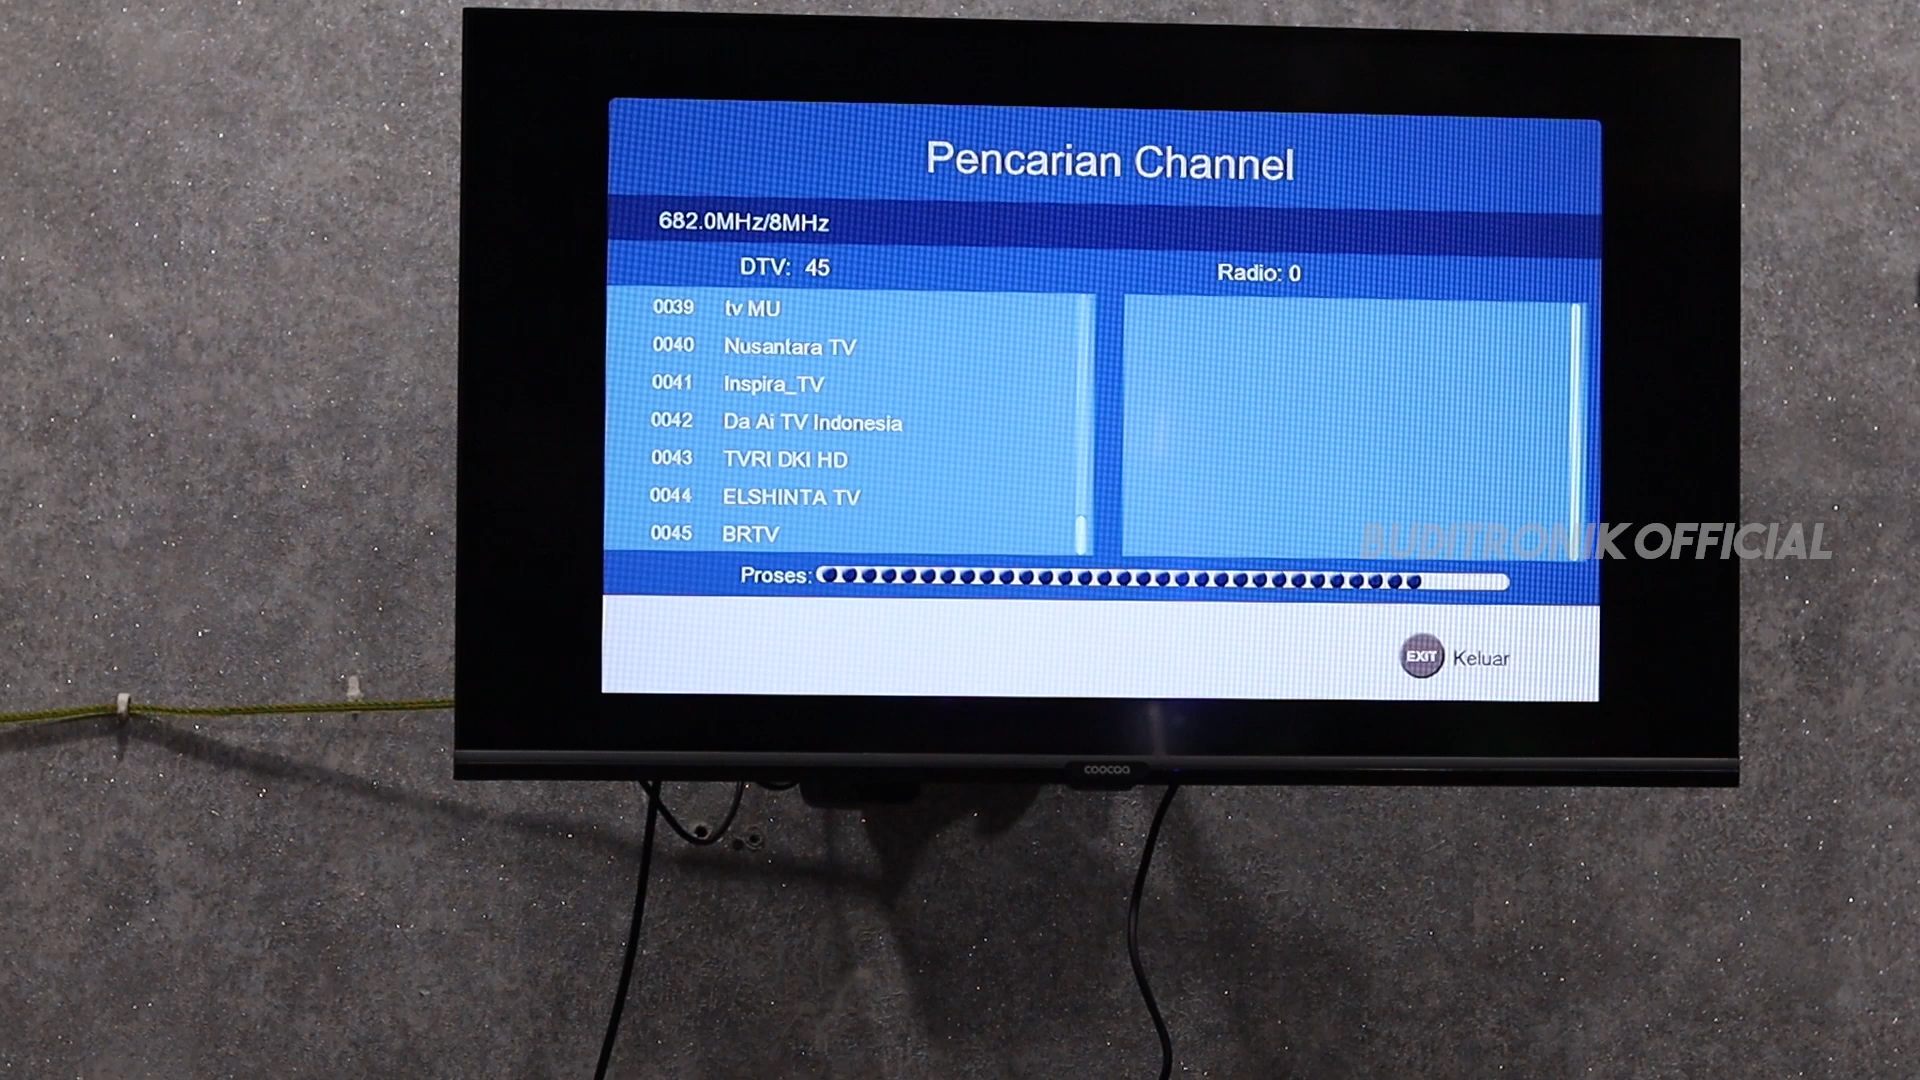 Pencarian Channel
682.0MHz/8MHz
DTV: 45
Radio: 0
0039 tv MU
0040 Nusantara TV
0041 Inspira_TV
0042 Da Ai TV Indonesia
0043 TVRI DKI HD
0044 ELSHINTA TV
0045 BRTV
BUDITRONIK OFFICIAL
Proses:
EXIT Keluar
coocaa